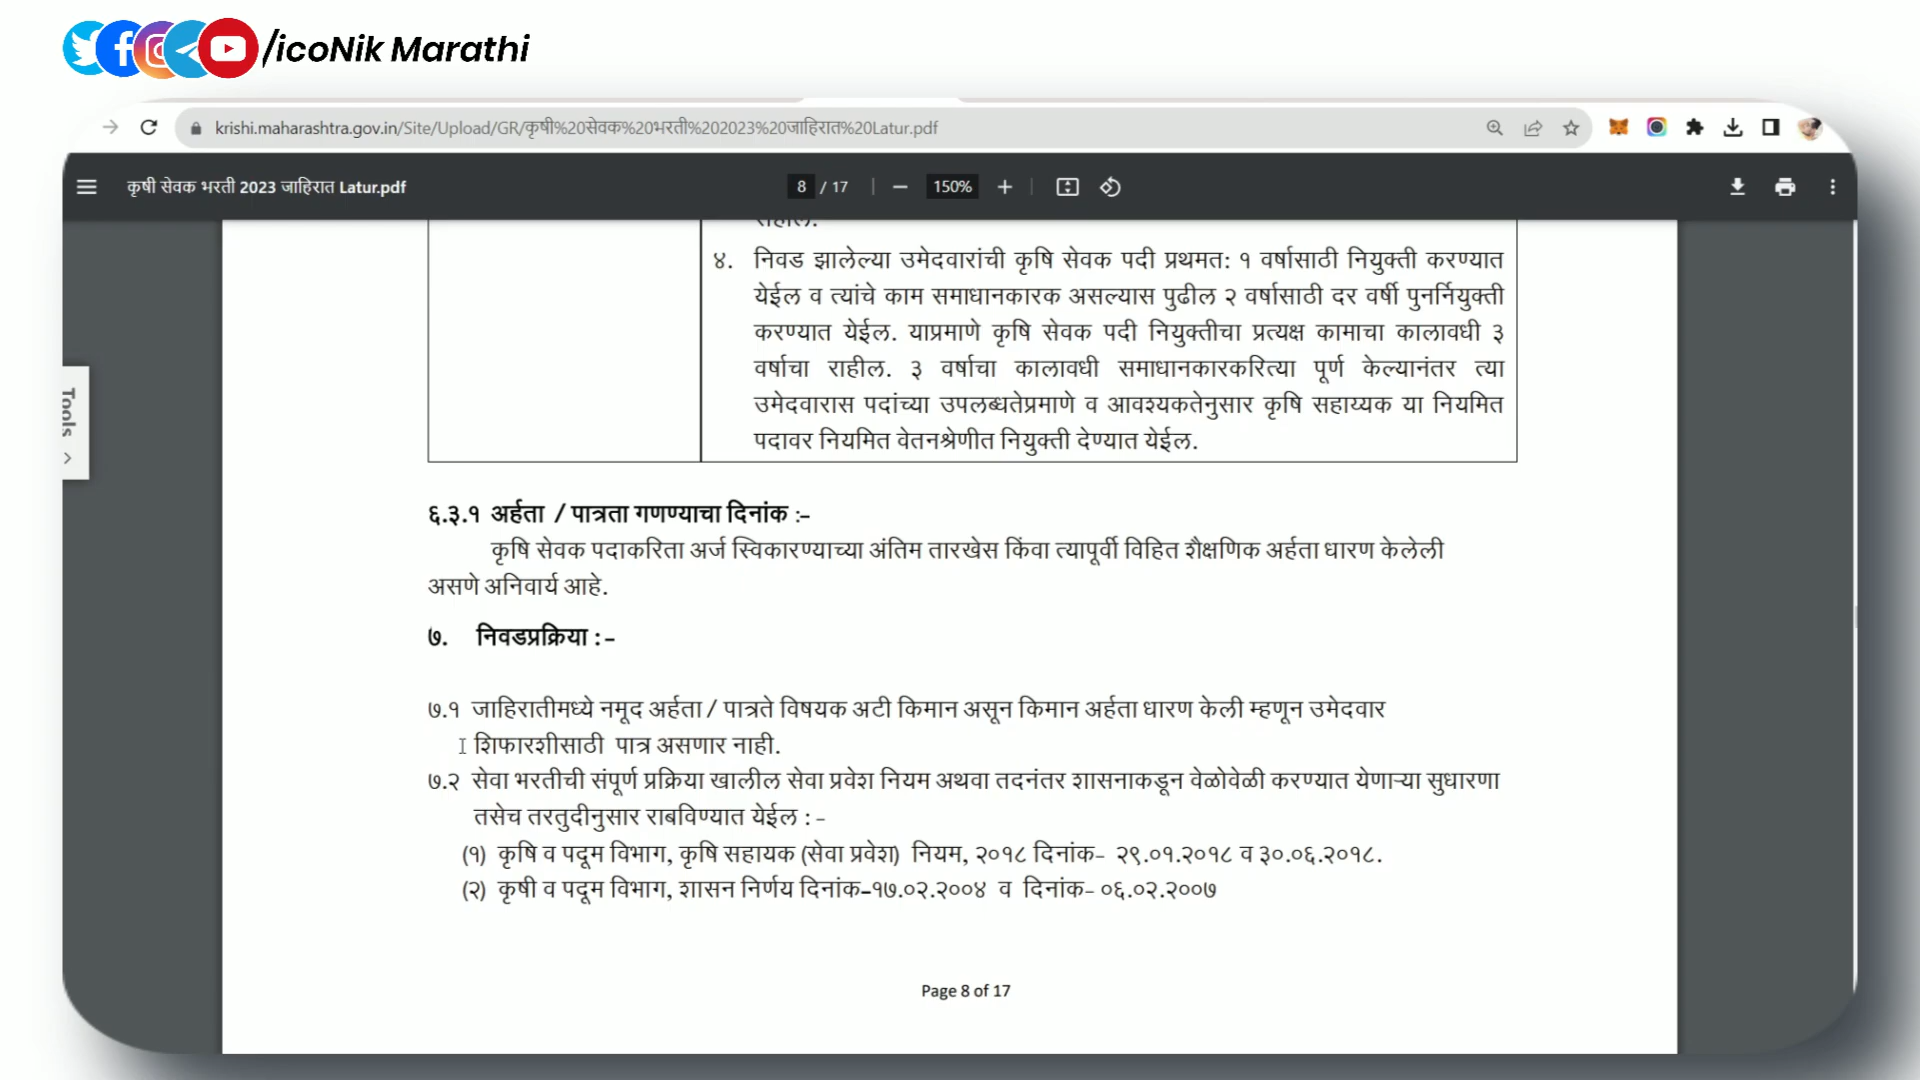 /icoNik Marathi
krishi.maharashtra.gov.in/Site/Upload/GR/कृषी%20सेवक%20भरती%202023%20जाहिरात%20Latur.pdf
कृषी सेवक भरती 2023 जाहिरात Latur.pdf
8 / 17
150%
Tools
राहील.
४. निवड झालेल्या उमेदवारांची कृषि सेवक पदी प्रथमत: १ वर्षासाठी नियुक्ती करण्यात
येईल व त्यांचे काम समाधानकारक असल्यास पुढील २ वर्षासाठी दर वर्षी पुनर्नियुक्ती
करण्यात येईल. याप्रमाणे कृषि सेवक पदी नियुक्तीचा प्रत्यक्ष कामाचा कालावधी ३
वर्षाचा राहील. ३ वर्षाचा कालावधी समाधानकारकरित्या पूर्ण केल्यानंतर त्या
उमेदवारास पदांच्या उपलब्धतेप्रमाणे व आवश्यकतेनुसार कृषि सहाय्यक या नियमित
पदावर नियमित वेतनश्रेणीत नियुक्ती देण्यात येईल.
६.३.१ अर्हता / पात्रता गणण्याचा दिनांक :-
कृषि सेवक पदाकरिता अर्ज स्विकारण्याच्या अंतिम तारखेस किंवा त्यापूर्वी विहित शैक्षणिक अर्हता धारण केलेली
असणे अनिवार्य आहे.
७. निवडप्रक्रिया :-
७.१ जाहिरातीमध्ये नमूद अर्हता / पात्रते विषयक अटी किमान असून किमान अर्हता धारण केली म्हणून उमेदवार
शिफारशीसाठी पात्र असणार नाही.
७.२ सेवा भरतीची संपूर्ण प्रक्रिया खालील सेवा प्रवेश नियम अथवा तदनंतर शासनाकडून वेळोवेळी करण्यात येणाऱ्या सुधारणा
तसेच तरतुदीनुसार राबविण्यात येईल : -
(१) कृषि व पदूम विभाग, कृषि सहायक (सेवा प्रवेश) नियम, २०१८ दिनांक- २९.०१.२०१८ व ३०.०६.२०१८.
(२) कृषी व पदूम विभाग, शासन निर्णय दिनांक-१७.०२.२००४ व दिनांक- ०६.०२.२००७
Page 8 of 17